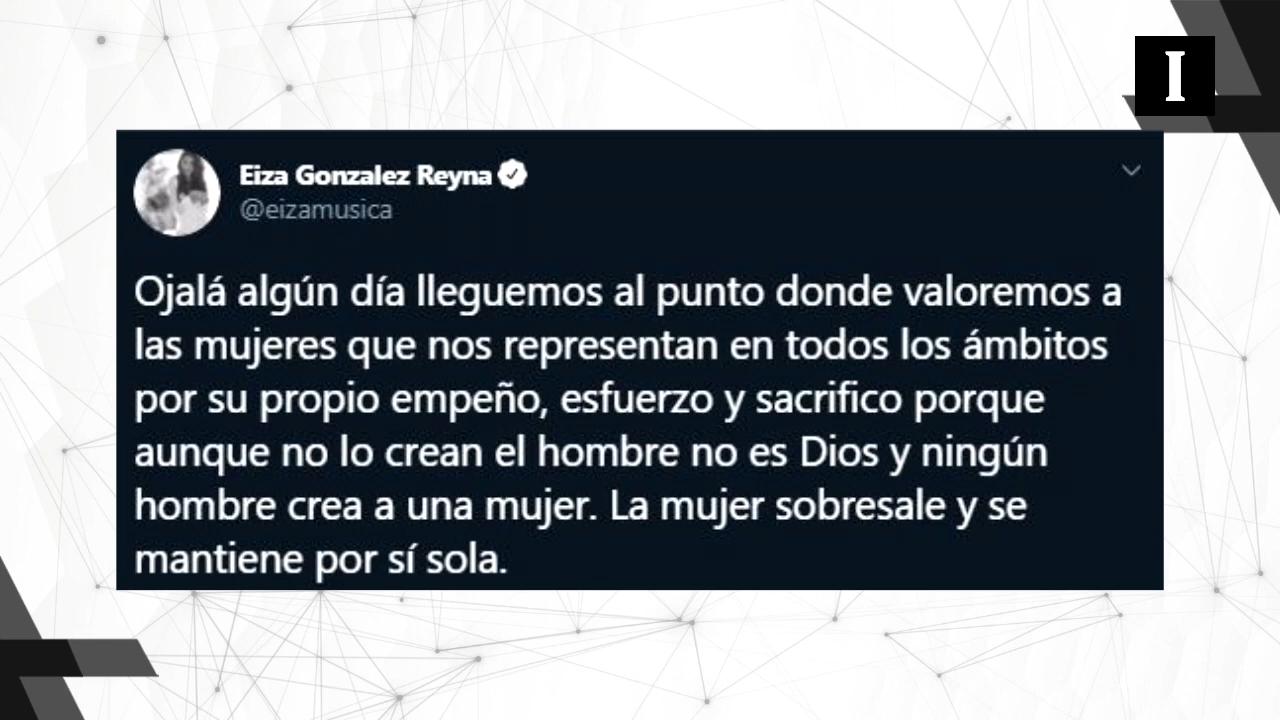 I
Eiza Gonzalez Reyna
@eizamusica
Ojalá algún día lleguemos al punto donde valoremos a
las mujeres que nos representan en todos los ámbitos
por su propio empeño, esfuerzo y sacrifico porque
aunque no lo crean el hombre no es Dios y ningún
hombre crea a una mujer. La mujer sobresale y se
mantiene por sí sola.